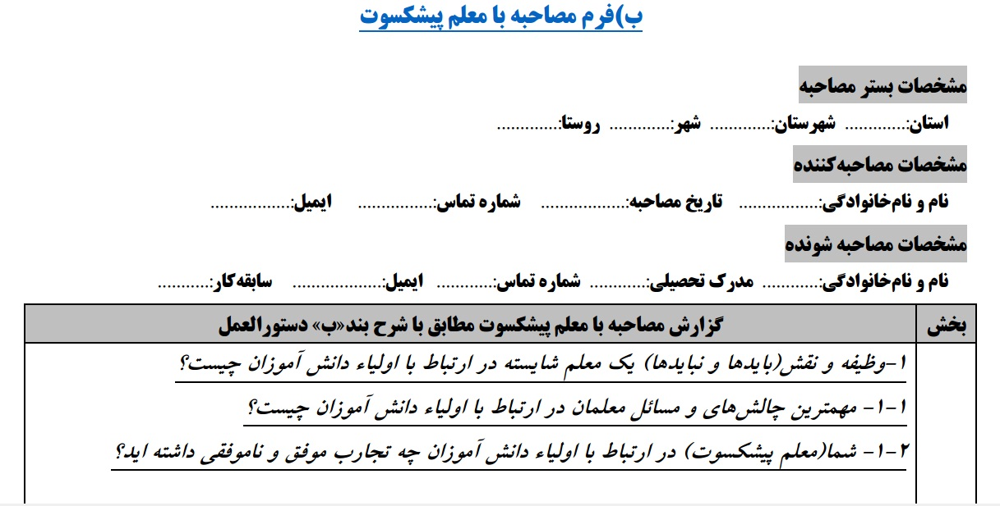 ب)فرم مصاحبه با معلم پیشکسوت
مشخصات بستر مصاحبه
استان:............. شهرستان:............. شهر:............. روستا:.............
مشخصات مصاحبه‌کننده
نام و نام‌خانوادگی:................. تاریخ مصاحبه:.................. شماره تماس:................ ایمیل:.................
مشخصات مصاحبه شونده
نام و نام‌خانوادگی:............ مدرک تحصیلی:............ شماره تماس:............ ایمیل:................... سابقه‌کار:...........
بخش گزارش مصاحبه با معلم پیشکسوت مطابق با شرح بند«ب» دستورالعمل
۱-وظیفه و نقش(بایدها و نبایدها) یک معلم شایسته در ارتباط با اولیاء دانش آموزان چیست؟
۱-۱- مهمترین چالش‌های و مسائل معلمان در ارتباط با اولیاء دانش آموزان چیست؟
۱-۲- شما(معلم پیشکسوت) در ارتباط با اولیاء دانش آموزان چه تجارب موفق و ناموفقی داشته اید؟